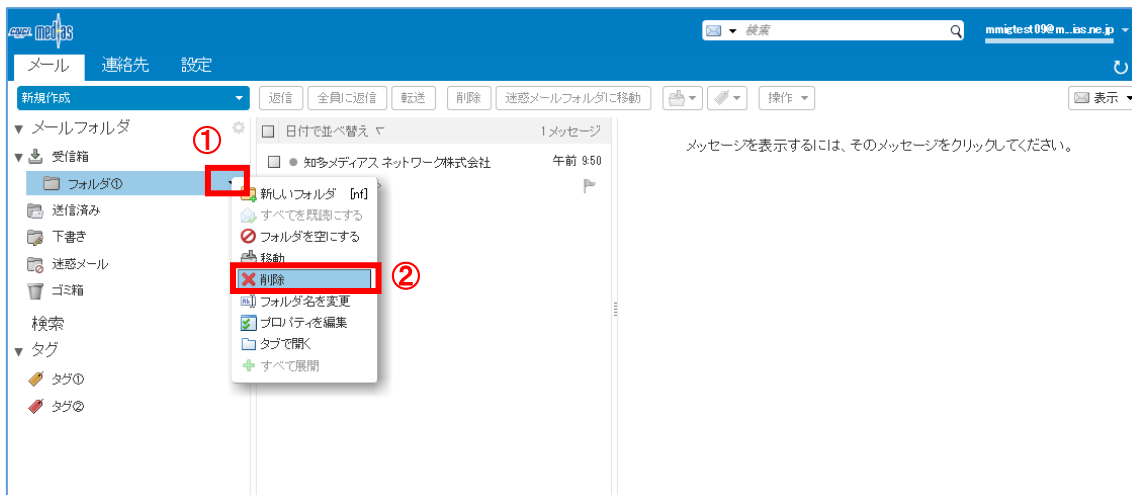 CNCI medias
検索
mmigtest09@m...ias.ne.jp
メール 連絡先 設定
新規作成
返信 全員に返信 転送 削除 迷惑メールフォルダに移動 操作 表示
メールフォルダ
①
日付で並べ替え 1 メッセージ
メッセージを表示するには、そのメッセージをクリックしてください。
受信箱
知多メディアス ネットワーク株式会社 午前 9:50
フォルダ①
新しいフォルダ [nf]
送信済み
すべてを既読にする
下書き
フォルダを空にする
迷惑メール
移動
削除
②
ゴミ箱
フォルダ名を変更
検索
プロパティを編集
タグ
タブで開く
すべて展開
タグ①
タグ②